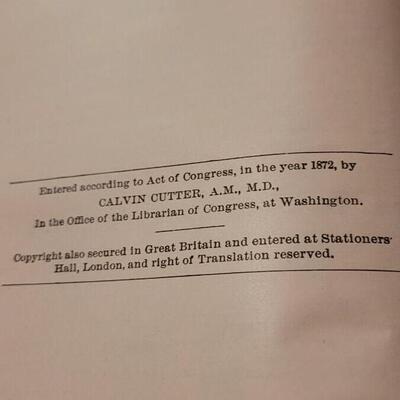 Entered according to Act of Congress, in the year 1872, by
CALVIN CUTTER, A.M., M.D.,
In the Office of the Librarian of Congress, at Washington.
Copyright also secured in Great Britain and entered at Stationers'
Hall, London, and right of Translation reserved.